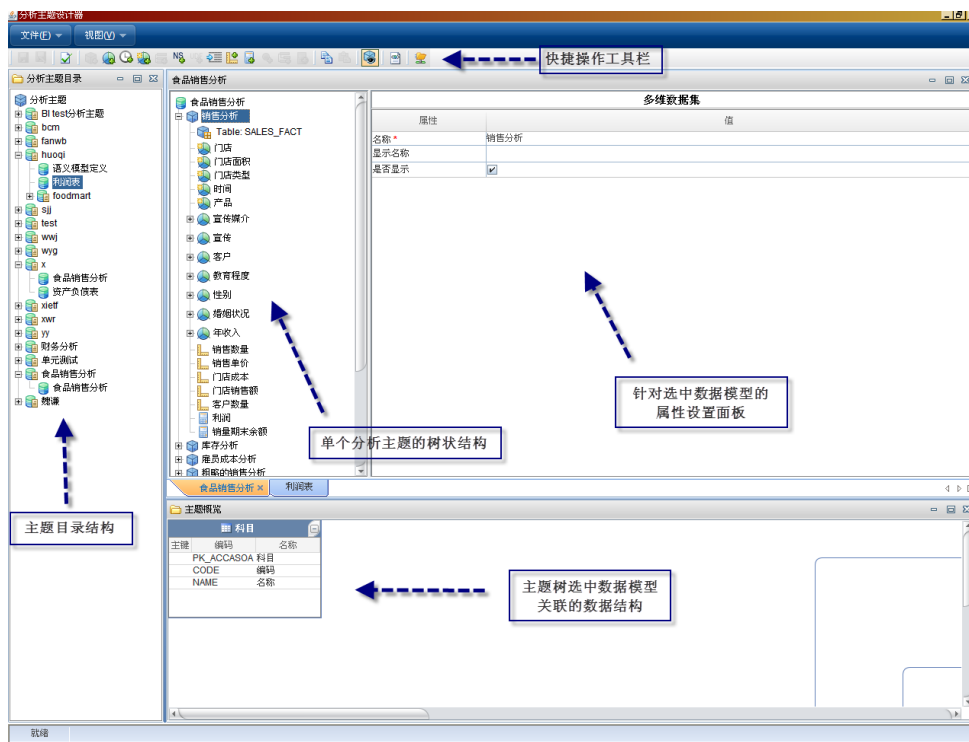 分析主题设计器
文件(F) 视图(V)
NS
快捷操作工具栏
分析主题目录
分析主题
BI test分析主题
bcm
fanwb
huoqi
语义模型定义
利润表
foodmart
sjj
test
wwj
wyg
x
食品销售分析
资产负债表
xietf
xwr
yy
财务分析
单元测试
食品销售分析
食品销售分析
魏谦
主题目录结构
食品销售分析
食品销售分析
销售分析
Table: SALES_FACT
门店
门店面积
门店类型
时间
产品
宣传媒介
宣传
客户
教育程度
性别
婚姻状况
年收入
销售数量
销售单价
门店成本
门店销售额
客户数量
利润
销量期末余额
库存分析
雇员成本分析
粗略的销售分析
单个分析主题的树状结构
多维数据集
属性 值
名称 * 销售分析
显示名称
是否显示
针对选中数据模型的
属性设置面板
食品销售分析 利润表
主题概览
科目
主键 编码 名称
PK_ACCASOA 科目
CODE 编码
NAME 名称
主题树选中数据模型
关联的数据结构
就绪